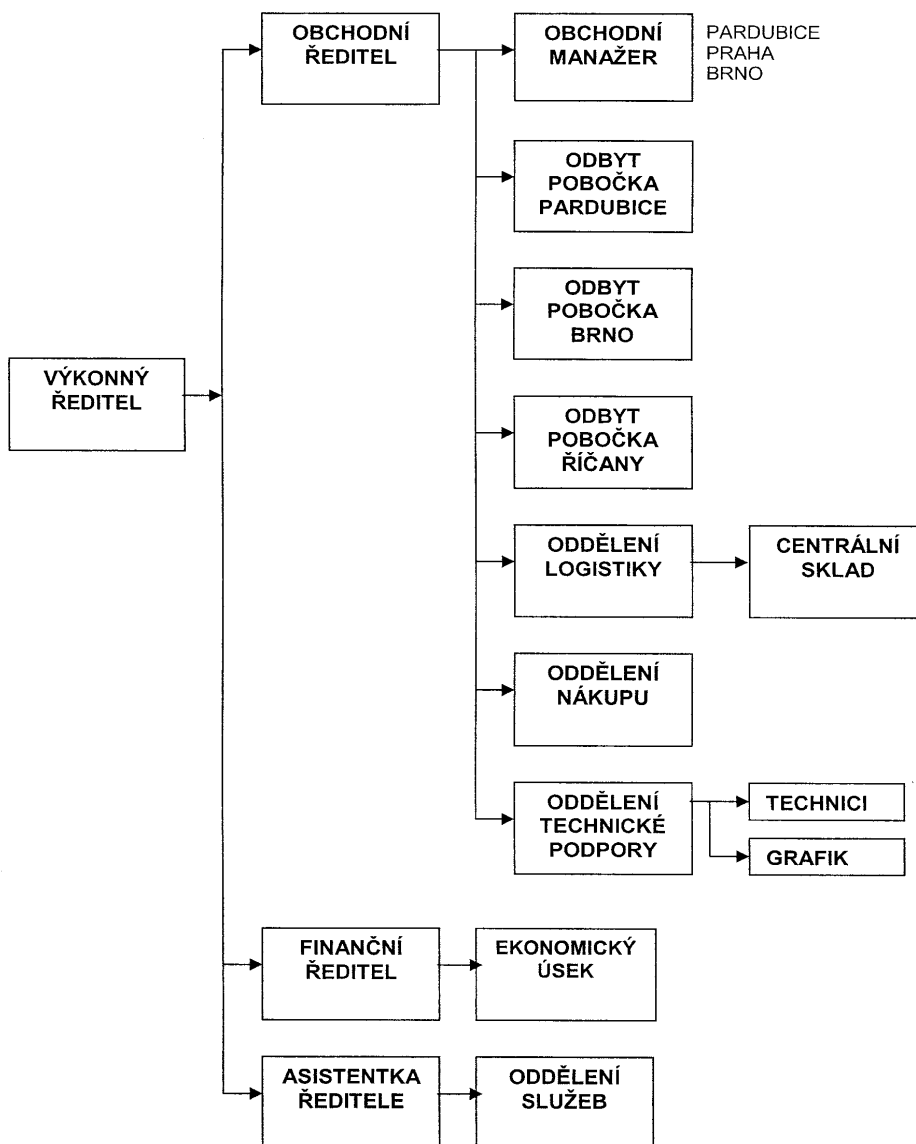 OBCHODNÍ
ŘEDITEL
OBCHODNÍ
MANAŽER
PARDUBICE
PRAHA
BRNO
ODBYT
POBOČKA
PARDUBICE
ODBYT
POBOČKA
BRNO
VÝKONNÝ
ŘEDITEL
ODBYT
POBOČKA
ŘÍČANY
ODDĚLENÍ
LOGISTIKY
CENTRÁLNÍ
SKLAD
ODDĚLENÍ
NÁKUPU
ODDĚLENÍ
TECHNICKÉ
PODPORY
TECHNICI
GRAFIK
FINANČNÍ
ŘEDITEL
EKONOMICKÝ
ÚSEK
ASISTENTKA
ŘEDITELE
ODDĚLENÍ
SLUŽEB